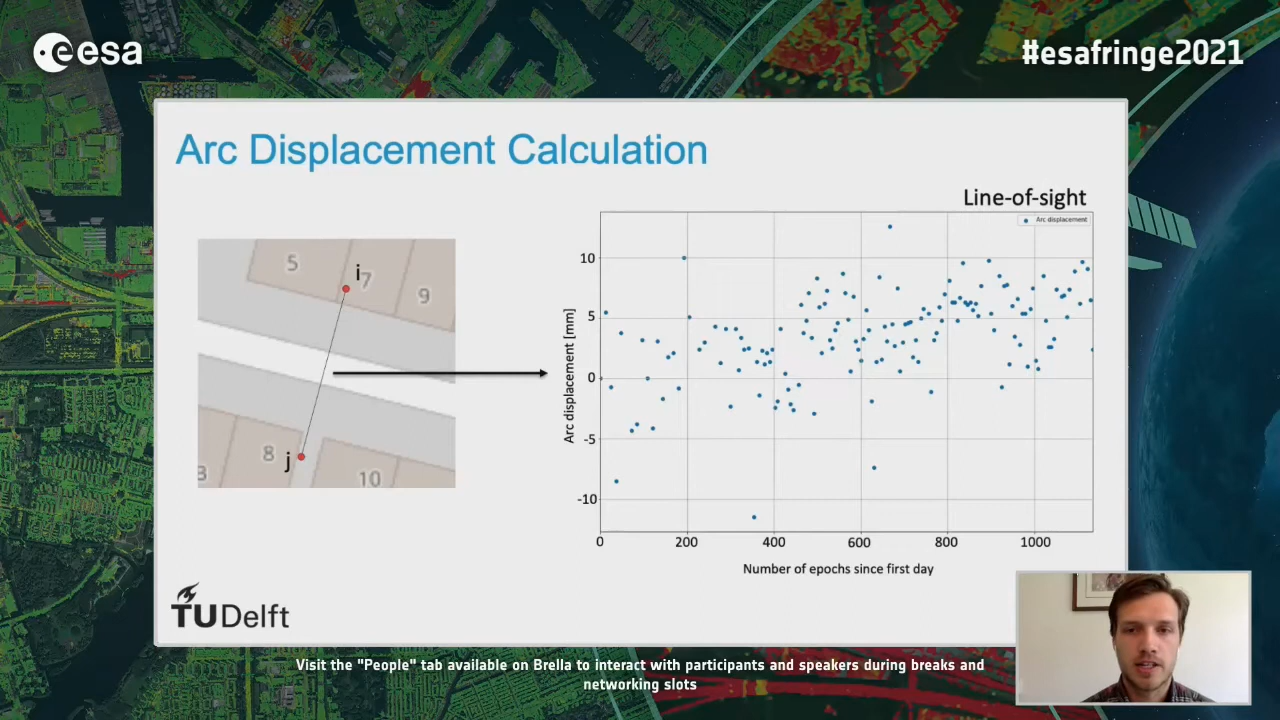 esa
#esafringe2021
Arc Displacement Calculation
Line-of-sight
Arc displacement
5
i
7
9
8
j
10
3
10
5
0
-5
-10
Arc displacement [mm]
0
200
400
600
800
1000
Number of epochs since first day
TU Delft
Visit the "People" tab available on Brella to interact with participants and speakers during breaks and
networking slots